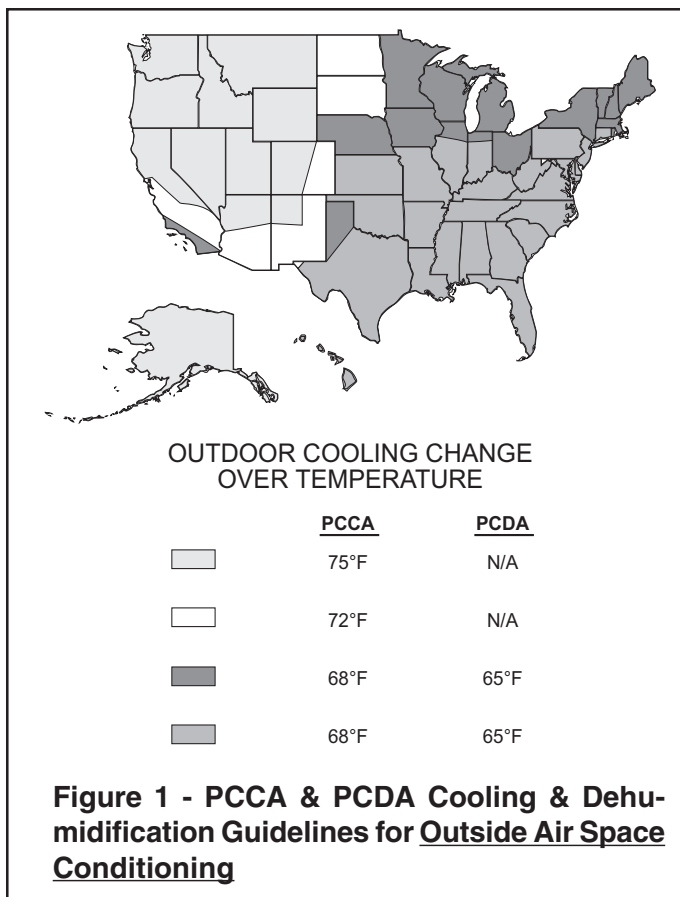 OUTDOOR COOLING CHANGE
OVER TEMPERATURE
PCCA PCDA
75°F N/A
72°F N/A
68°F 65°F
68°F 65°F
Figure 1 - PCCA & PCDA Cooling & Dehu-
midification Guidelines for Outside Air Space
Conditioning